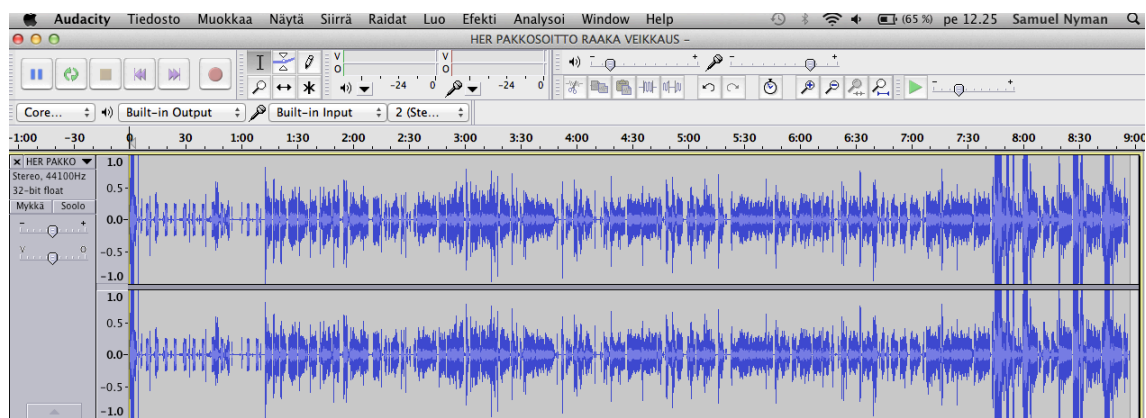 Audacity Tiedosto Muokkaa Näytä Siirrä Raidat Luo Efekti Analysoi Window Help (65 %) pe 12.25 Samuel Nyman
HER PAKKOSOITTO RAAKA VEIKKAUS –
V O V O
-24 0 -24 0
Core... Built-in Output Built-in Input 2 (Ste...
-1:00 -30 0 30 1:00 1:30 2:00 2:30 3:00 3:30 4:00 4:30 5:00 5:30 6:00 6:30 7:00 7:30 8:00 8:30 9:00
HER PAKKO 1.0
Stereo, 44100Hz
32-bit float 0.5
Mykkä Soolo
- + 0.0
V O -0.5
-1.0
1.0
0.5
0.0
-0.5
-1.0